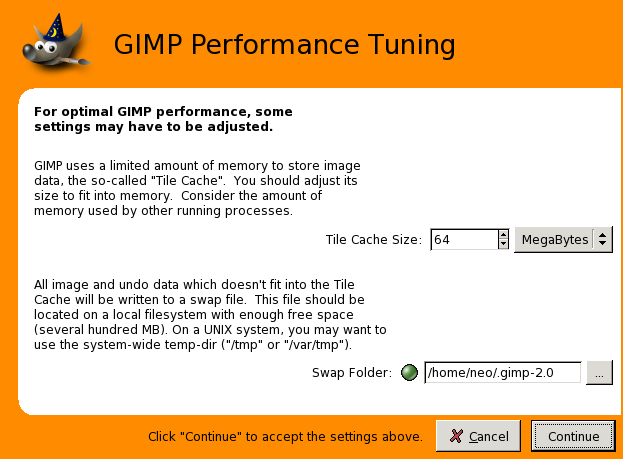 GIMP Performance Tuning
For optimal GIMP performance, some
settings may have to be adjusted.
GIMP uses a limited amount of memory to store image
data, the so-called "Tile Cache".  You should adjust its
size to fit into memory.  Consider the amount of
memory used by other running processes.
Tile Cache Size: 64 MegaBytes
All image and undo data which doesn't fit into the Tile
Cache will be written to a swap file.  This file should be
located on a local filesystem with enough free space
(several hundred MB). On a UNIX system, you may want to
use the system-wide temp-dir ("/tmp" or "/var/tmp").
Swap Folder: /home/neo/.gimp-2.0 ...
Click "Continue" to accept the settings above. Cancel Continue